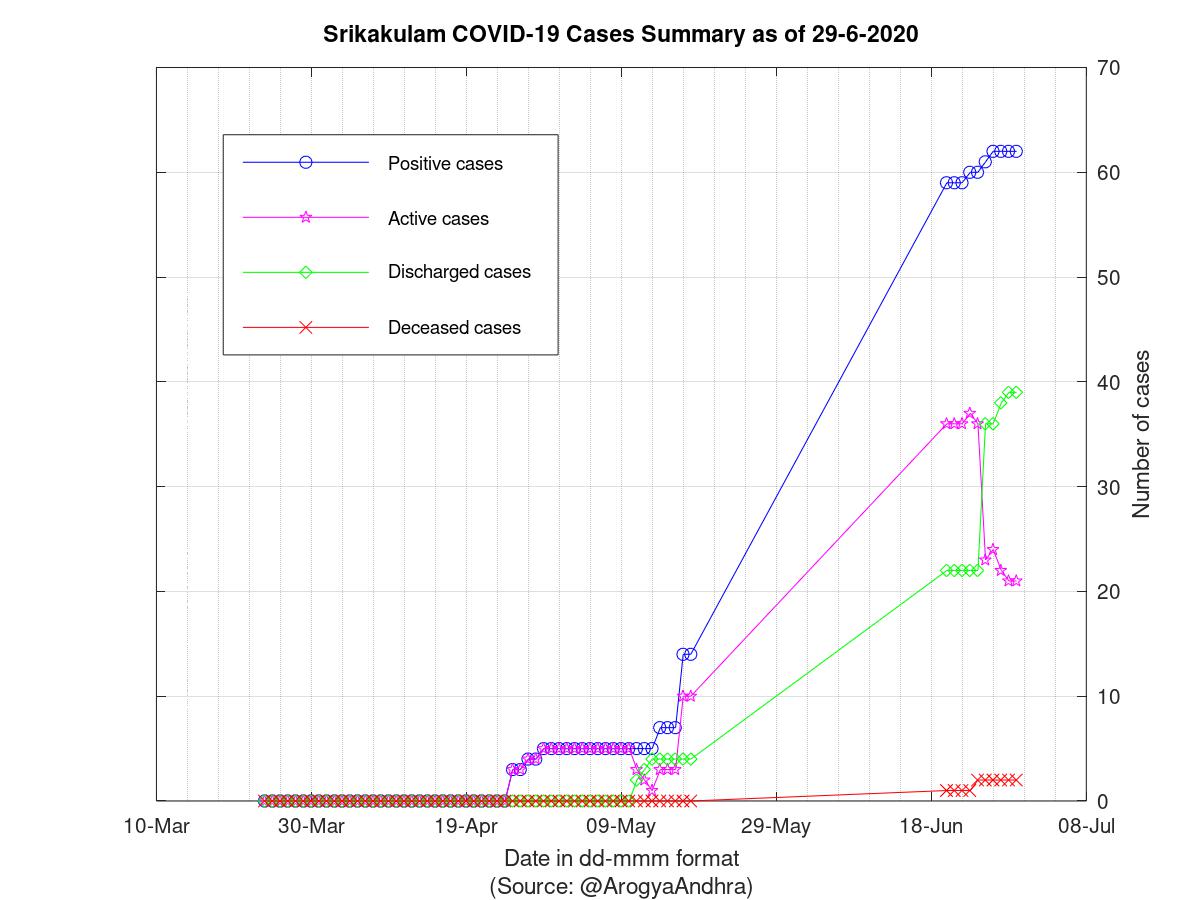 Srikakulam COVID-19 Cases Summary as of 29-6-2020
Positive cases
Active cases
Discharged cases
Deceased cases
70
60
50
40
30
20
10
0
Number of cases
10-Mar 30-Mar 19-Apr 09-May 29-May 18-Jun 08-Jul
Date in dd-mmm format
(Source: @ArogyaAndhra)